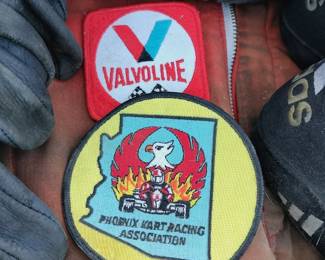 VALVOLINE
PHOENIX KART RACING
ASSOCIATION